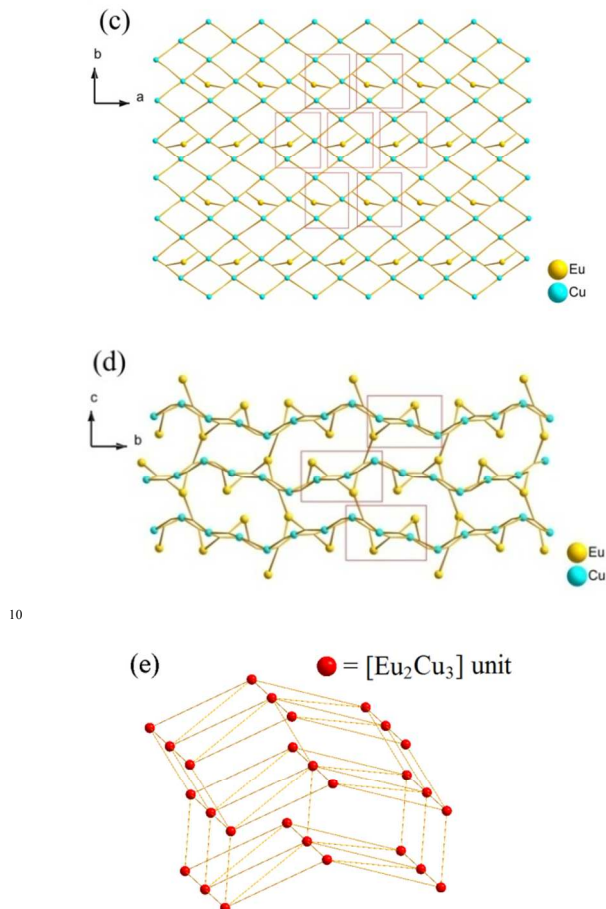 (c)
b
a
Eu
Cu
(d)
c
b
Eu
Cu
10
(e)
= [Eu₂Cu₃] unit